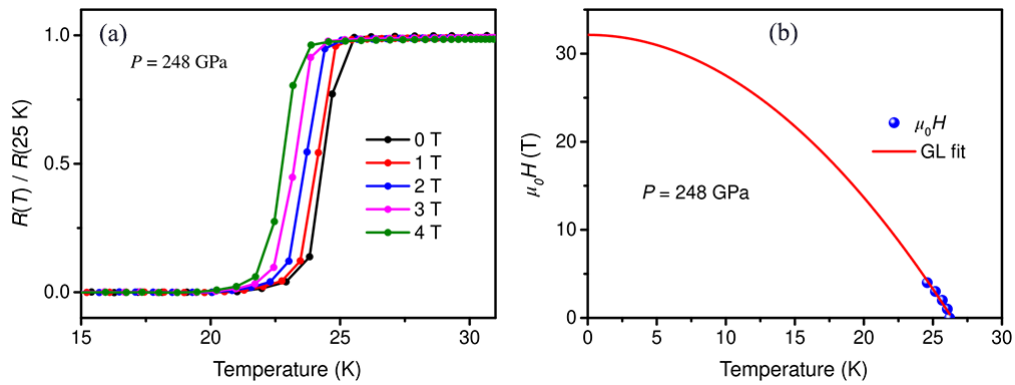 (a)
P = 248 GPa
1.0
0.5
0.0
R(T) / R(25 K)
0 T
1 T
2 T
3 T
4 T
15
20
25
30
Temperature (K)
(b)
30
20
10
0
μ₀H (T)
μ₀H
GL fit
P = 248 GPa
0
5
10
15
20
25
30
Temperature (K)